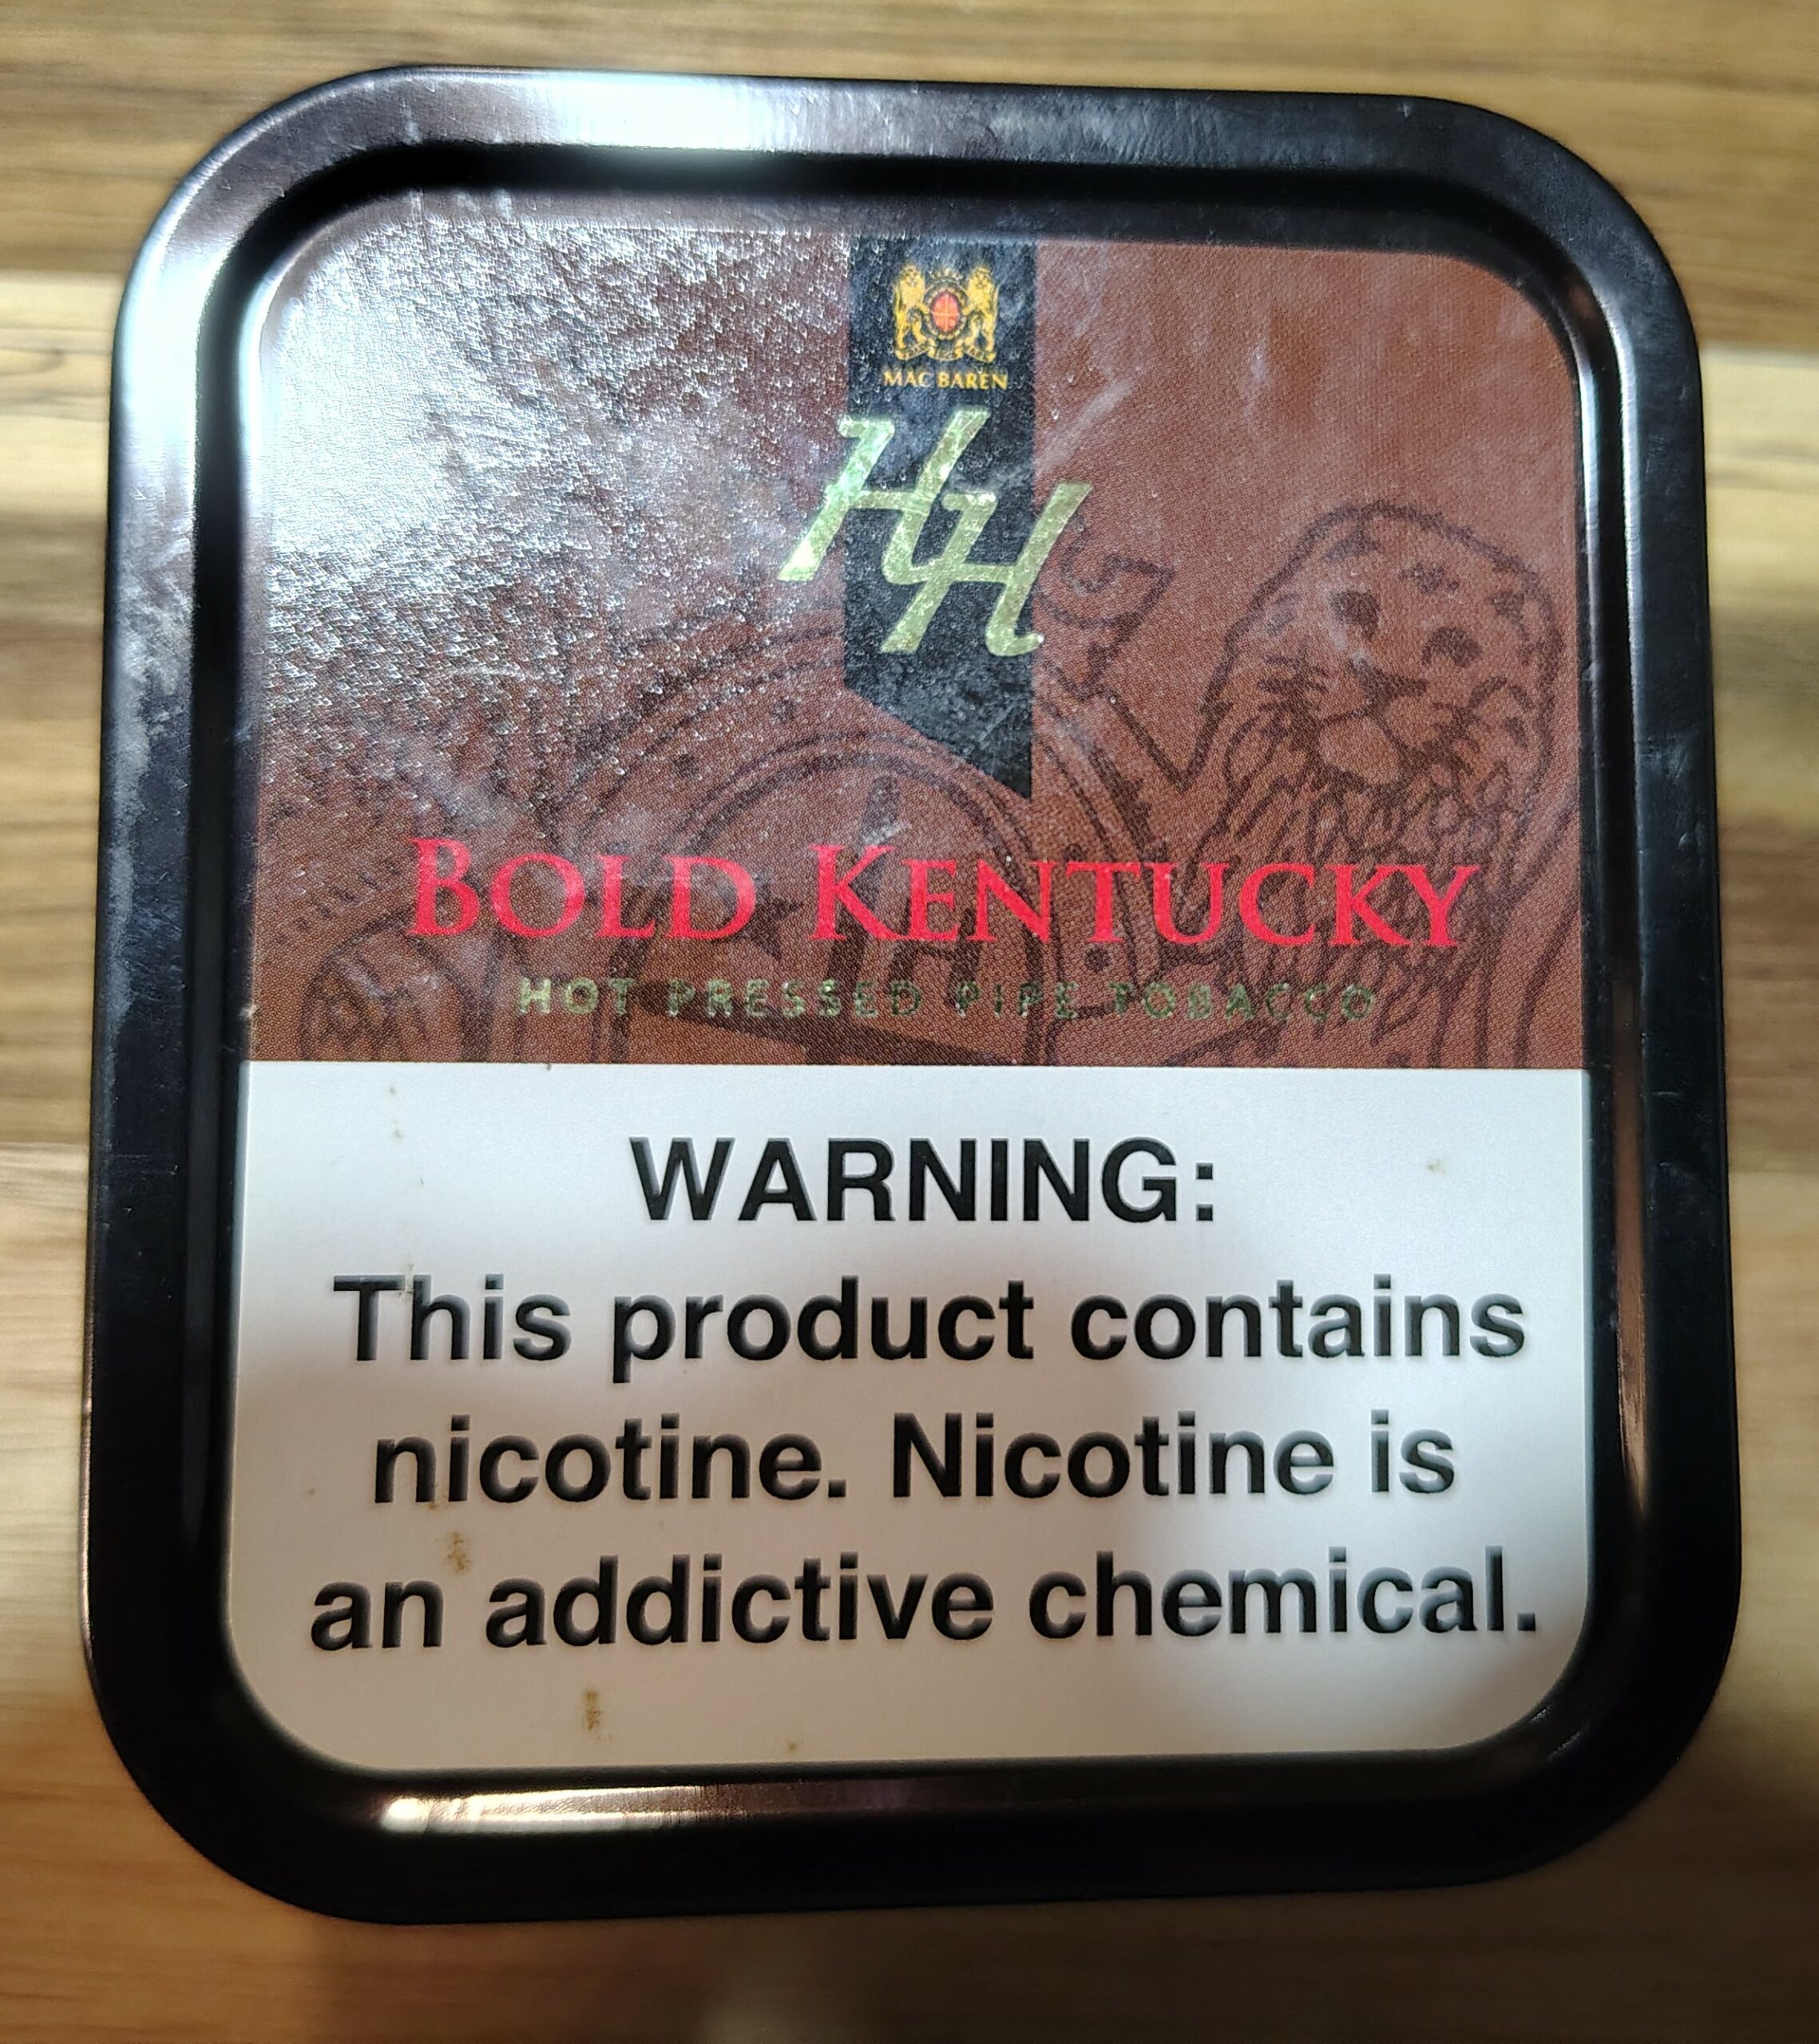 MAC BAREN
HH
BOLD KENTUCKY
HOT PRESSED PIPE TOBACCO
WARNING:
This product contains
nicotine. Nicotine is
an addictive chemical.